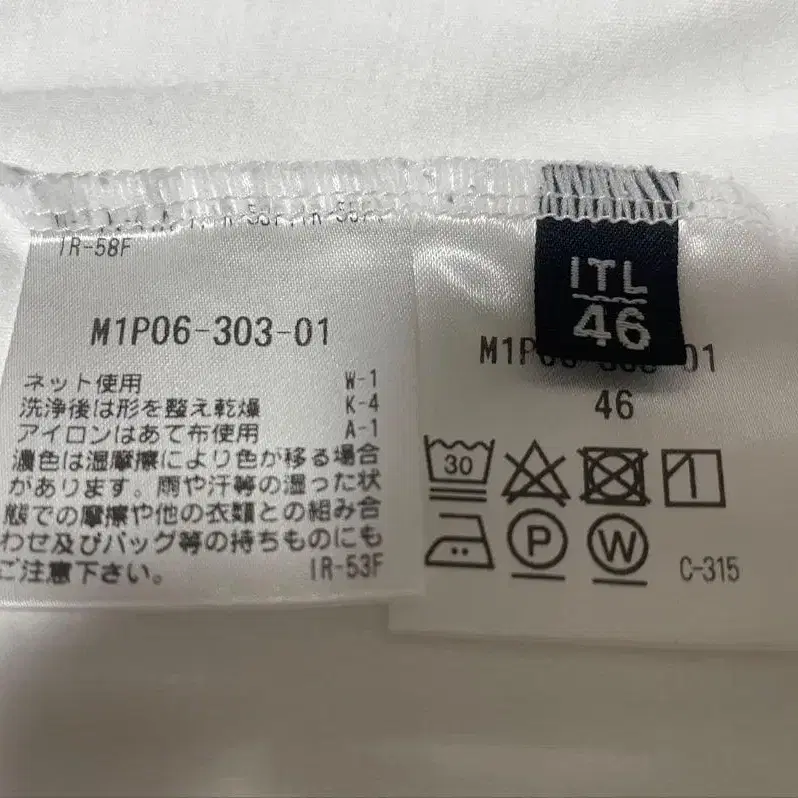 IR-58F
M1P06-303-01
ネット使用 W-1
洗浄後は形を整え乾燥 K-4
アイロンはあて布使用 A-1
濃色は湿摩擦により色が移る場合
があります。雨や汗等の湿った状
態での摩擦や他の衣類との組み合
わせ及びバッグ等の持ちものにも
ご注意下さい。 IR-53F
ITL
46
46
30
P
W
C-315